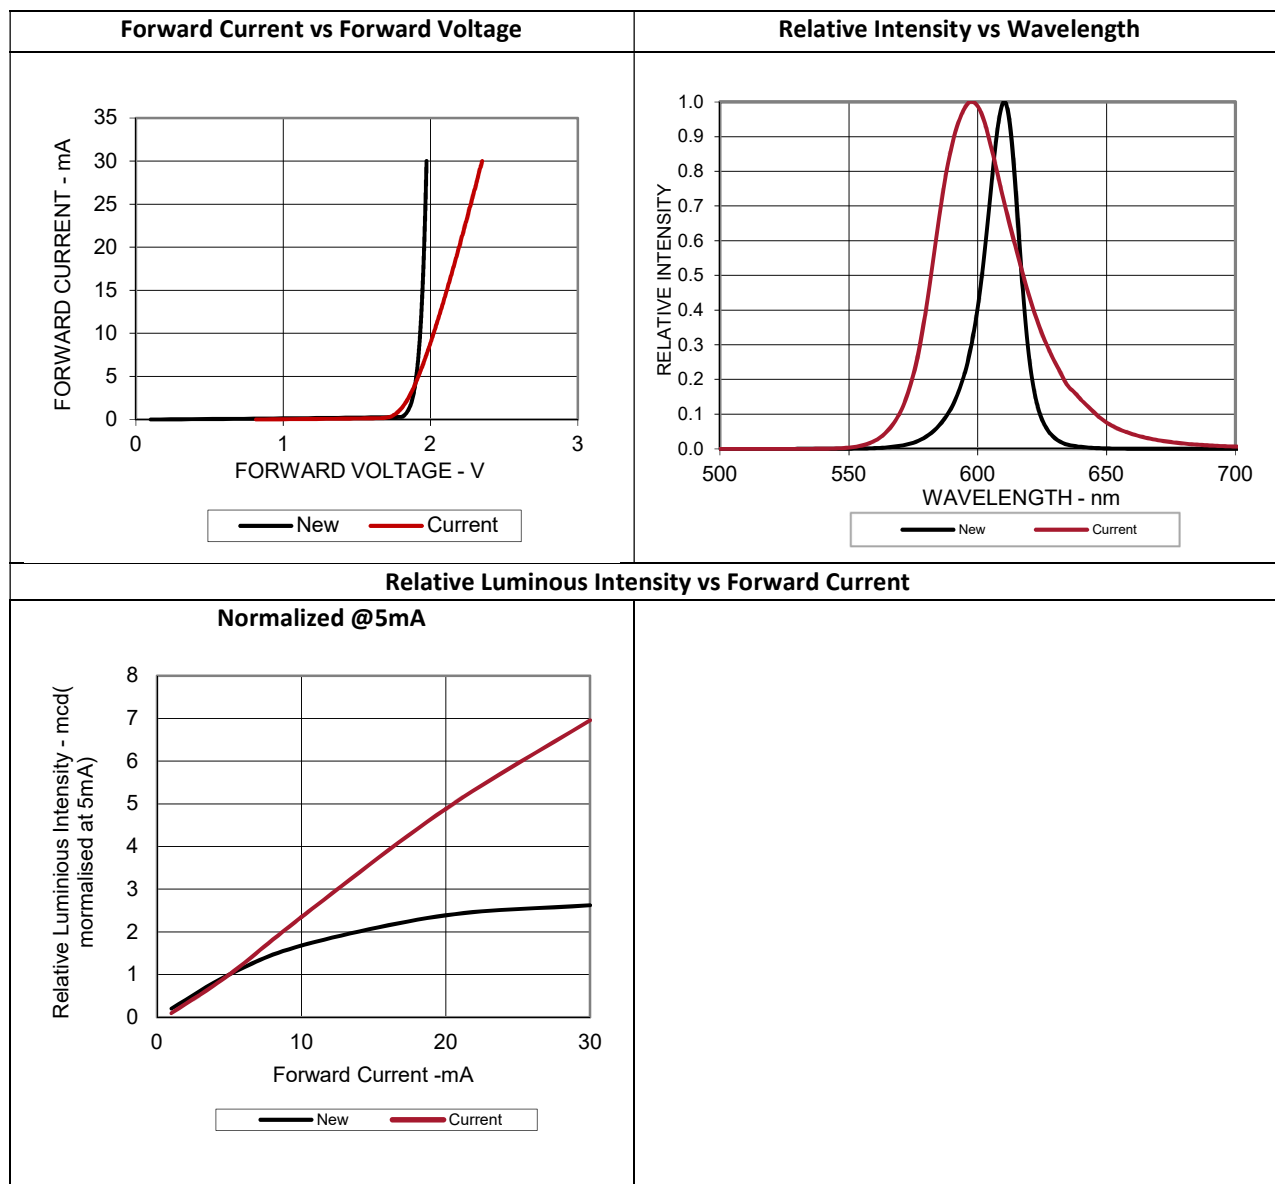 Forward Current vs Forward Voltage
Relative Intensity vs Wavelength
FORWARD CURRENT - mA
35
30
25
20
15
10
5
0
0
1
2
3
FORWARD VOLTAGE - V
New
Current
RELATIVE INTENSITY
1.0
0.9
0.8
0.7
0.6
0.5
0.4
0.3
0.2
0.1
0.0
500
550
600
650
700
WAVELENGTH - nm
New
Current
Relative Luminous Intensity vs Forward Current
Normalized @5mA
Relative Luminious Intensity - mcd(
mormalised at 5mA)
8
7
6
5
4
3
2
1
0
0
10
20
30
Forward Current -mA
New
Current